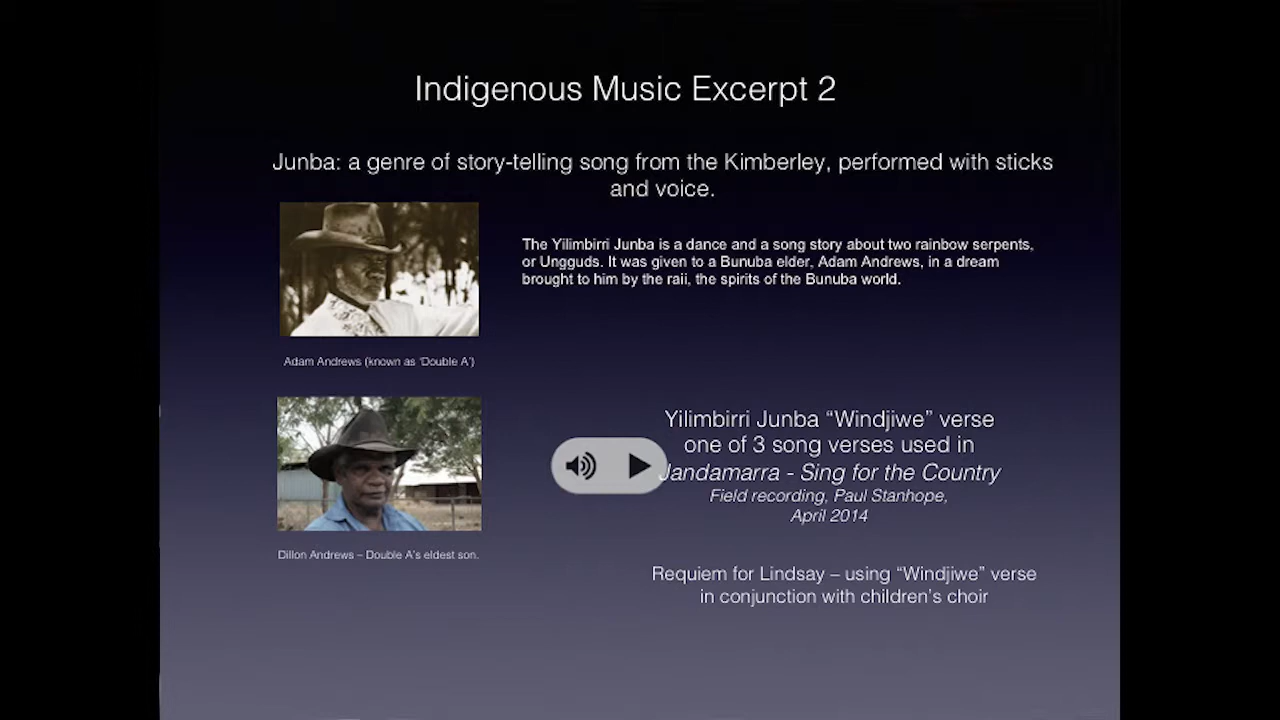 Indigenous Music Excerpt 2
Junba: a genre of story-telling song from the Kimberley, performed with sticks
and voice.
The Yilimbirri Junba is a dance and a song story about two rainbow serpents,
or Ungguds. It was given to a Bunuba elder, Adam Andrews, in a dream
brought to him by the raii, the spirits of the Bunuba world.
Adam Andrews (known as 'Double A')
Yilimbirri Junba “Windjiwe” verse
one of 3 song verses used in
Jandamarra - Sing for the Country
Field recording, Paul Stanhope,
April 2014
Dillon Andrews – Double A's eldest son.
Requiem for Lindsay – using “Windjiwe” verse
in conjunction with children's choir